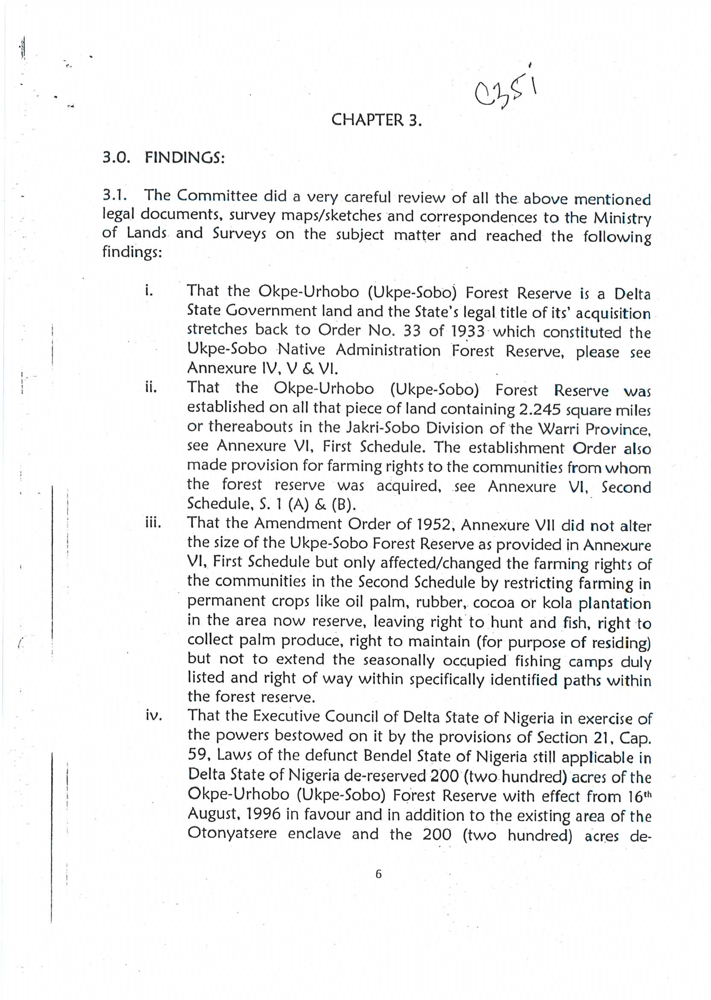 C351
CHAPTER 3.
3.0. FINDINGS:
3.1. The Committee did a very careful review of all the above mentioned
legal documents, survey maps/sketches and correspondences to the Ministry
of Lands and Surveys on the subject matter and reached the following
findings:
i. That the Okpe-Urhobo (Ukpe-Sobo) Forest Reserve is a Delta
State Government land and the State's legal title of its' acquisition
stretches back to Order No. 33 of 1933 which constituted the
Ukpe-Sobo Native Administration Forest Reserve, please see
Annexure IV, V & VI.
ii. That the Okpe-Urhobo (Ukpe-Sobo) Forest Reserve was
established on all that piece of land containing 2.245 square miles
or thereabouts in the Jakri-Sobo Division of the Warri Province,
see Annexure VI, First Schedule. The establishment Order also
made provision for farming rights to the communities from whom
the forest reserve was acquired, see Annexure VI, Second
Schedule, S. 1 (A) & (B).
iii. That the Amendment Order of 1952, Annexure VII did not alter
the size of the Ukpe-Sobo Forest Reserve as provided in Annexure
VI, First Schedule but only affected/changed the farming rights of
the communities in the Second Schedule by restricting farming in
permanent crops like oil palm, rubber, cocoa or kola plantation
in the area now reserve, leaving right to hunt and fish, right to
collect palm produce, right to maintain (for purpose of residing)
but not to extend the seasonally occupied fishing camps duly
listed and right of way within specifically identified paths within
the forest reserve.
iv. That the Executive Council of Delta State of Nigeria in exercise of
the powers bestowed on it by the provisions of Section 21, Cap.
59, Laws of the defunct Bendel State of Nigeria still applicable in
Delta State of Nigeria de-reserved 200 (two hundred) acres of the
Okpe-Urhobo (Ukpe-Sobo) Forest Reserve with effect from 16th
August, 1996 in favour and in addition to the existing area of the
Otonyatsere enclave and the 200 (two hundred) acres de-
6